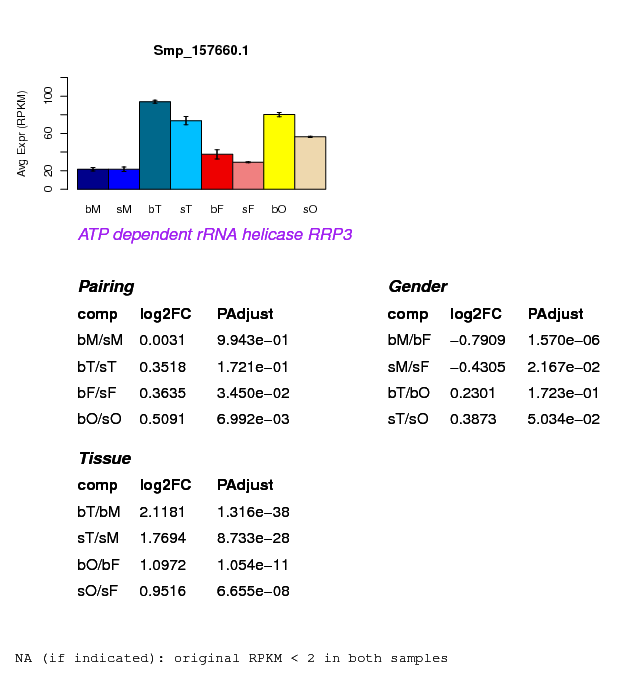 Smp_157660.1
Avg Expr (RPKM)
100
60
20
0
bM sM bT sT bF sF bO sO
ATP dependent rRNA helicase RRP3
Pairing
comp log2FC PAdjust
bM/sM 0.0031 9.943e−01
bT/sT 0.3518 1.721e−01
bF/sF 0.3635 3.450e−02
bO/sO 0.5091 6.992e−03
Gender
comp log2FC PAdjust
bM/bF −0.7909 1.570e−06
sM/sF −0.4305 2.167e−02
bT/bO 0.2301 1.723e−01
sT/sO 0.3873 5.034e−02
Tissue
comp log2FC PAdjust
bT/bM 2.1181 1.316e−38
sT/sM 1.7694 8.733e−28
bO/bF 1.0972 1.054e−11
sO/sF 0.9516 6.655e−08
NA (if indicated): original RPKM < 2 in both samples